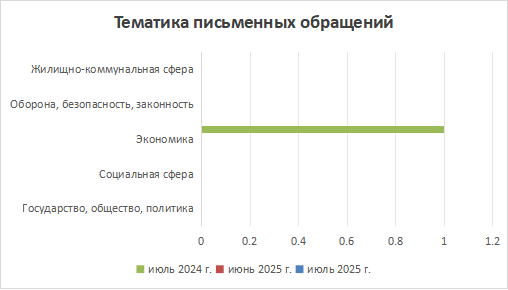 Тематика письменных обращений
Жилищно-коммунальная сфера
Оборона, безопасность, законность
Экономика
Социальная сфера
Государство, общество, политика
0 0.2 0.4 0.6 0.8 1 1.2
июль 2024 г. июнь 2025 г. июль 2025 г.